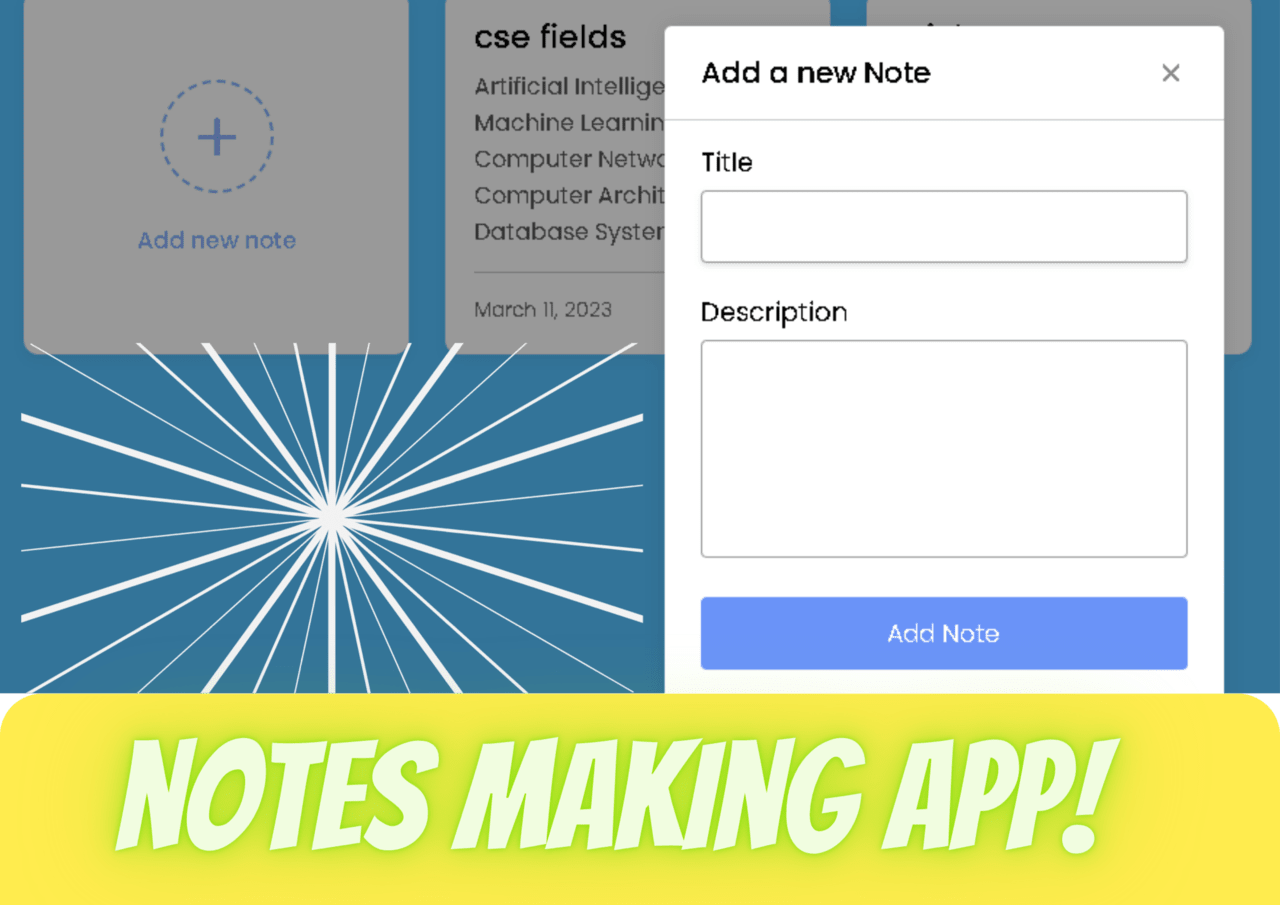 Add new note
cse fields
Artificial Intellige
Machine Learnin
Computer Netwo
Computer Archit
Database System
March 11, 2023
Add a new Note
Title
Description
Add Note
NOTES MAKING APP!